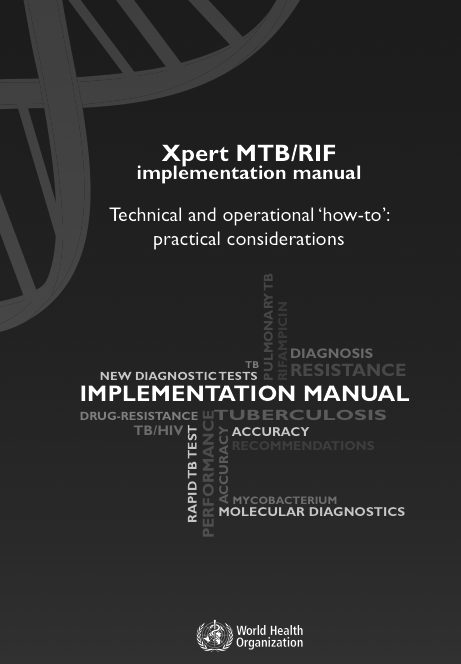 Xpert MTB/RIF
implementation manual
Technical and operational ‘how-to’:
practical considerations
PULMONARY TB
RIFAMPICIN
DIAGNOSIS
TB
RESISTANCE
NEW DIAGNOSTIC TESTS
IMPLEMENTATION MANUAL
DRUG-RESISTANCE
TUBERCULOSIS
TB/HIV
ACCURACY
RECOMMENDATIONS
RAPID TB TEST
PERFORMANCE
ACCURACY
MYCOBACTERIUM
MOLECULAR DIAGNOSTICS
World Health
Organization